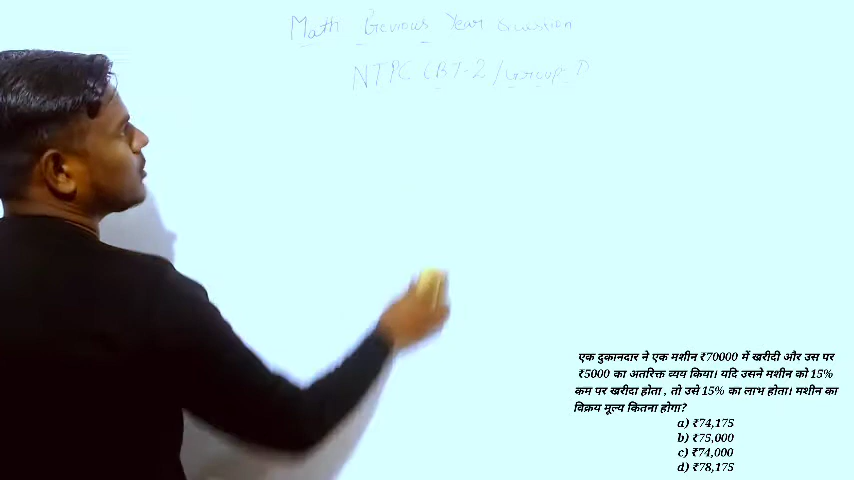 Math Previous Year Question
NTPC CBT-2 / Group D
एक दुकानदार ने एक मशीन ₹70000 में खरीदी और उस पर
₹5000 का अतरिक्त व्यय किया। यदि उसने मशीन को 15%
कम पर खरीदा होता , तो उसे 15% का लाभ होता। मशीन का
विक्रय मूल्य कितना होगा?
a) ₹74,175
b) ₹75,000
c) ₹74,000
d) ₹78,175